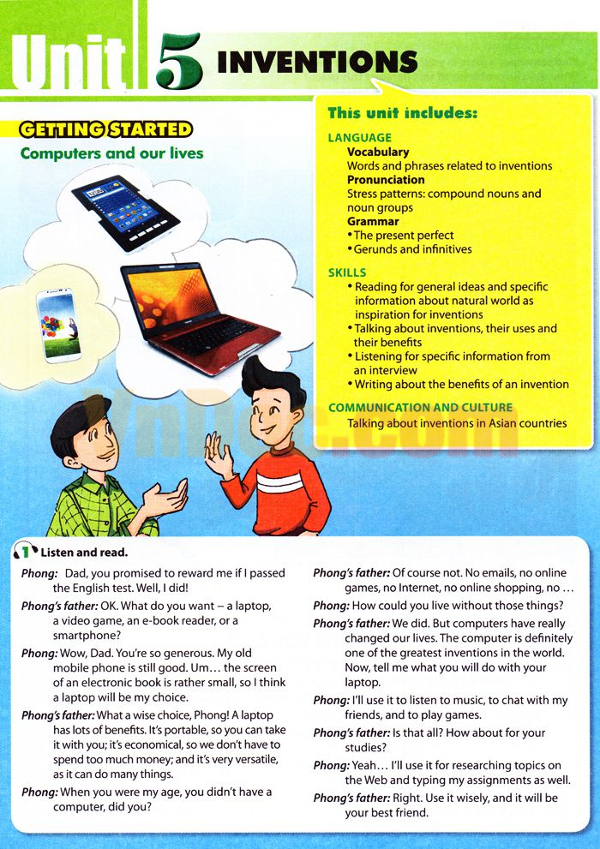 Unit 5 INVENTIONS
GETTING STARTED
Computers and our lives
This unit includes:
LANGUAGE
Vocabulary
Words and phrases related to inventions
Pronunciation
Stress patterns: compound nouns and
noun groups
Grammar
• The present perfect
• Gerunds and infinitives
SKILLS
• Reading for general ideas and specific
information about natural world as
inspiration for inventions
• Talking about inventions, their uses and
their benefits
• Listening for specific information from
an interview
• Writing about the benefits of an invention
COMMUNICATION AND CULTURE
Talking about inventions in Asian countries
VnDoc.com
1 Listen and read.
Phong: Dad, you promised to reward me if I passed
the English test. Well, I did!
Phong's father: OK. What do you want – a laptop,
a video game, an e-book reader, or a
smartphone?
Phong: Wow, Dad. You're so generous. My old
mobile phone is still good. Um… the screen
of an electronic book is rather small, so I think
a laptop will be my choice.
Phong's father: What a wise choice, Phong! A laptop
has lots of benefits. It's portable, so you can take
it with you; it's economical, so we don't have to
spend too much money; and it's very versatile,
as it can do many things.
Phong: When you were my age, you didn't have a
computer, did you?
Phong's father: Of course not. No emails, no online
games, no Internet, no online shopping, no …
Phong: How could you live without those things?
Phong's father: We did. But computers have really
changed our lives. The computer is definitely
one of the greatest inventions in the world.
Now, tell me what you will do with your
laptop.
Phong: I'll use it to listen to music, to chat with my
friends, and to play games.
Phong's father: Is that all? How about for your
studies?
Phong: Yeah… I'll use it for researching topics on
the Web and typing my assignments as well.
Phong's father: Right. Use it wisely, and it will be
your best friend.